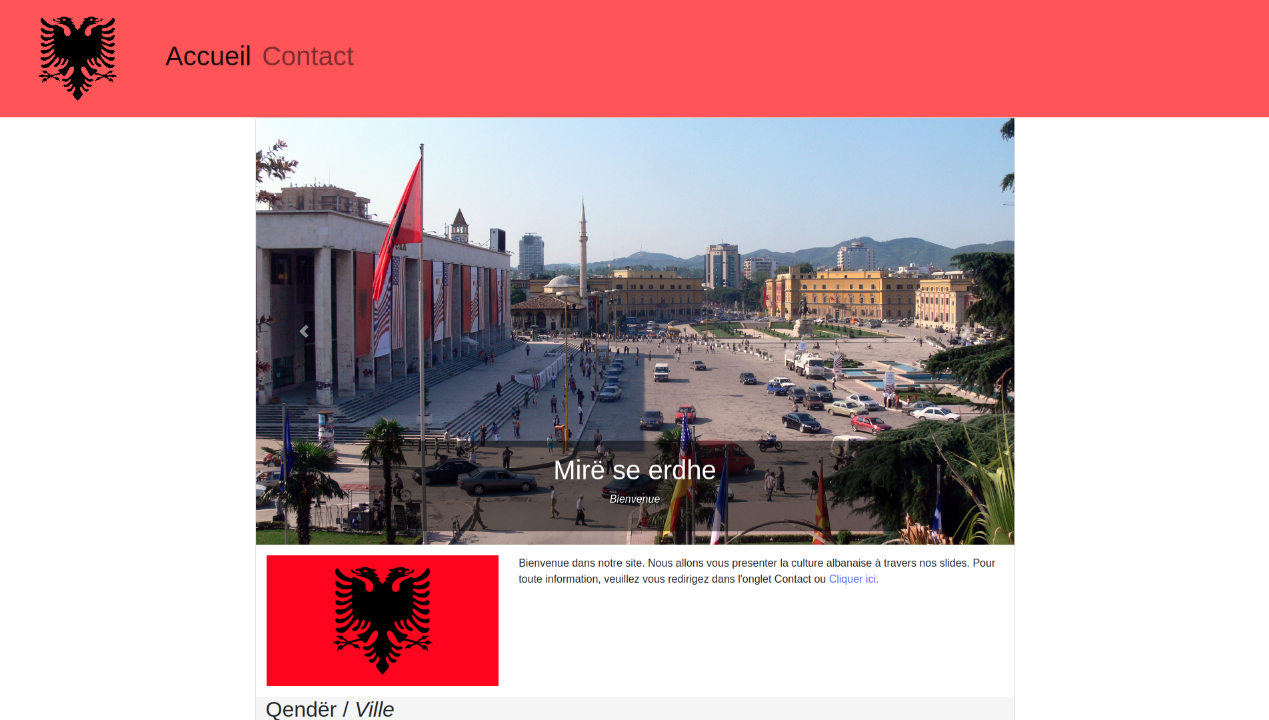 Accueil Contact
Mirë se erdhe
Bienvenue
Bienvenue dans notre site. Nous allons vous presenter la culture albanaise à travers nos slides. Pour
toute information, veuillez vous redirigez dans l'onglet Contact ou Cliquer ici.
Qendër / Ville